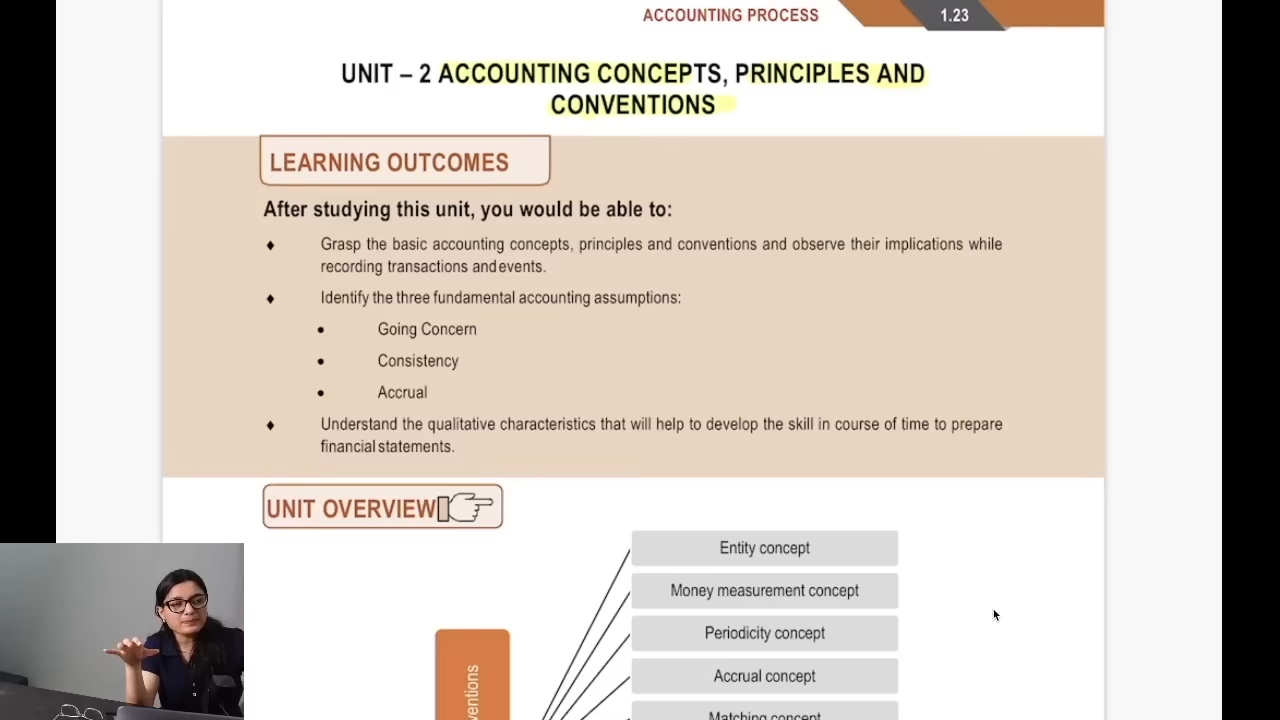 ACCOUNTING PROCESS 1.23
UNIT – 2 ACCOUNTING CONCEPTS, PRINCIPLES AND
CONVENTIONS
LEARNING OUTCOMES
After studying this unit, you would be able to:
♦ Grasp the basic accounting concepts, principles and conventions and observe their implications while
recording transactions and events.
♦ Identify the three fundamental accounting assumptions:
• Going Concern
• Consistency
• Accrual
♦ Understand the qualitative characteristics that will help to develop the skill in course of time to prepare
financial statements.
UNIT OVERVIEW
Entity concept
Money measurement concept
Periodicity concept
Accrual concept
Matching concept